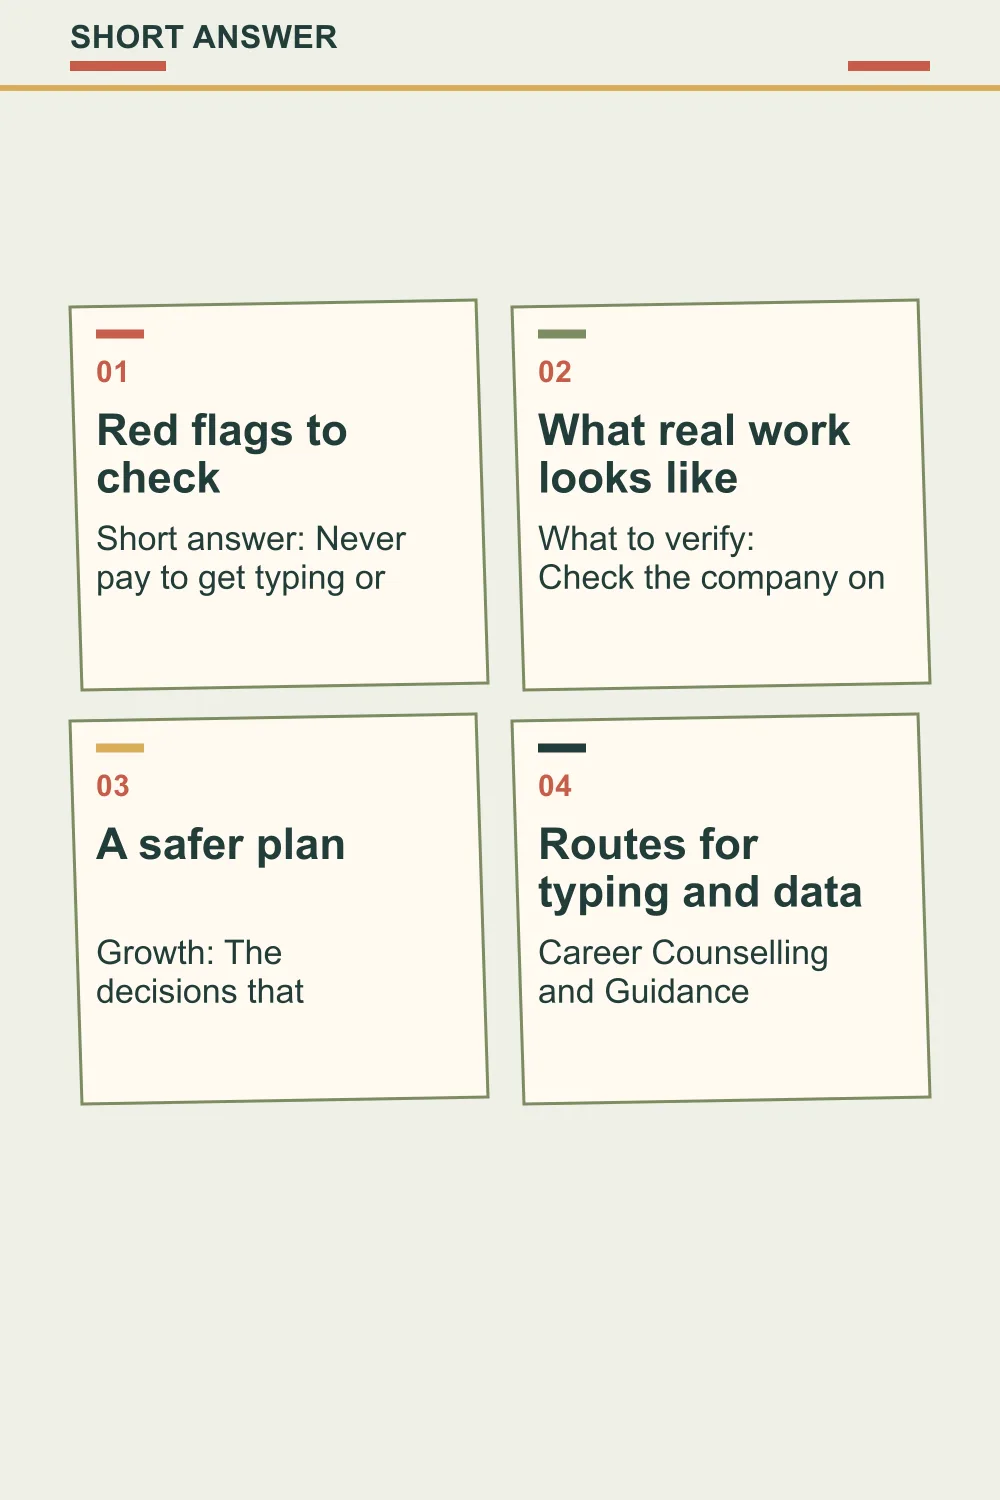 SHORT ANSWER
01
Red flags to
check
Short answer: Never
pay to get typing or
02
What real work
looks like
What to verify:
Check the company on
03
A safer plan
Growth: The
decisions that
04
Routes for
typing and data
Career Counselling
and Guidance